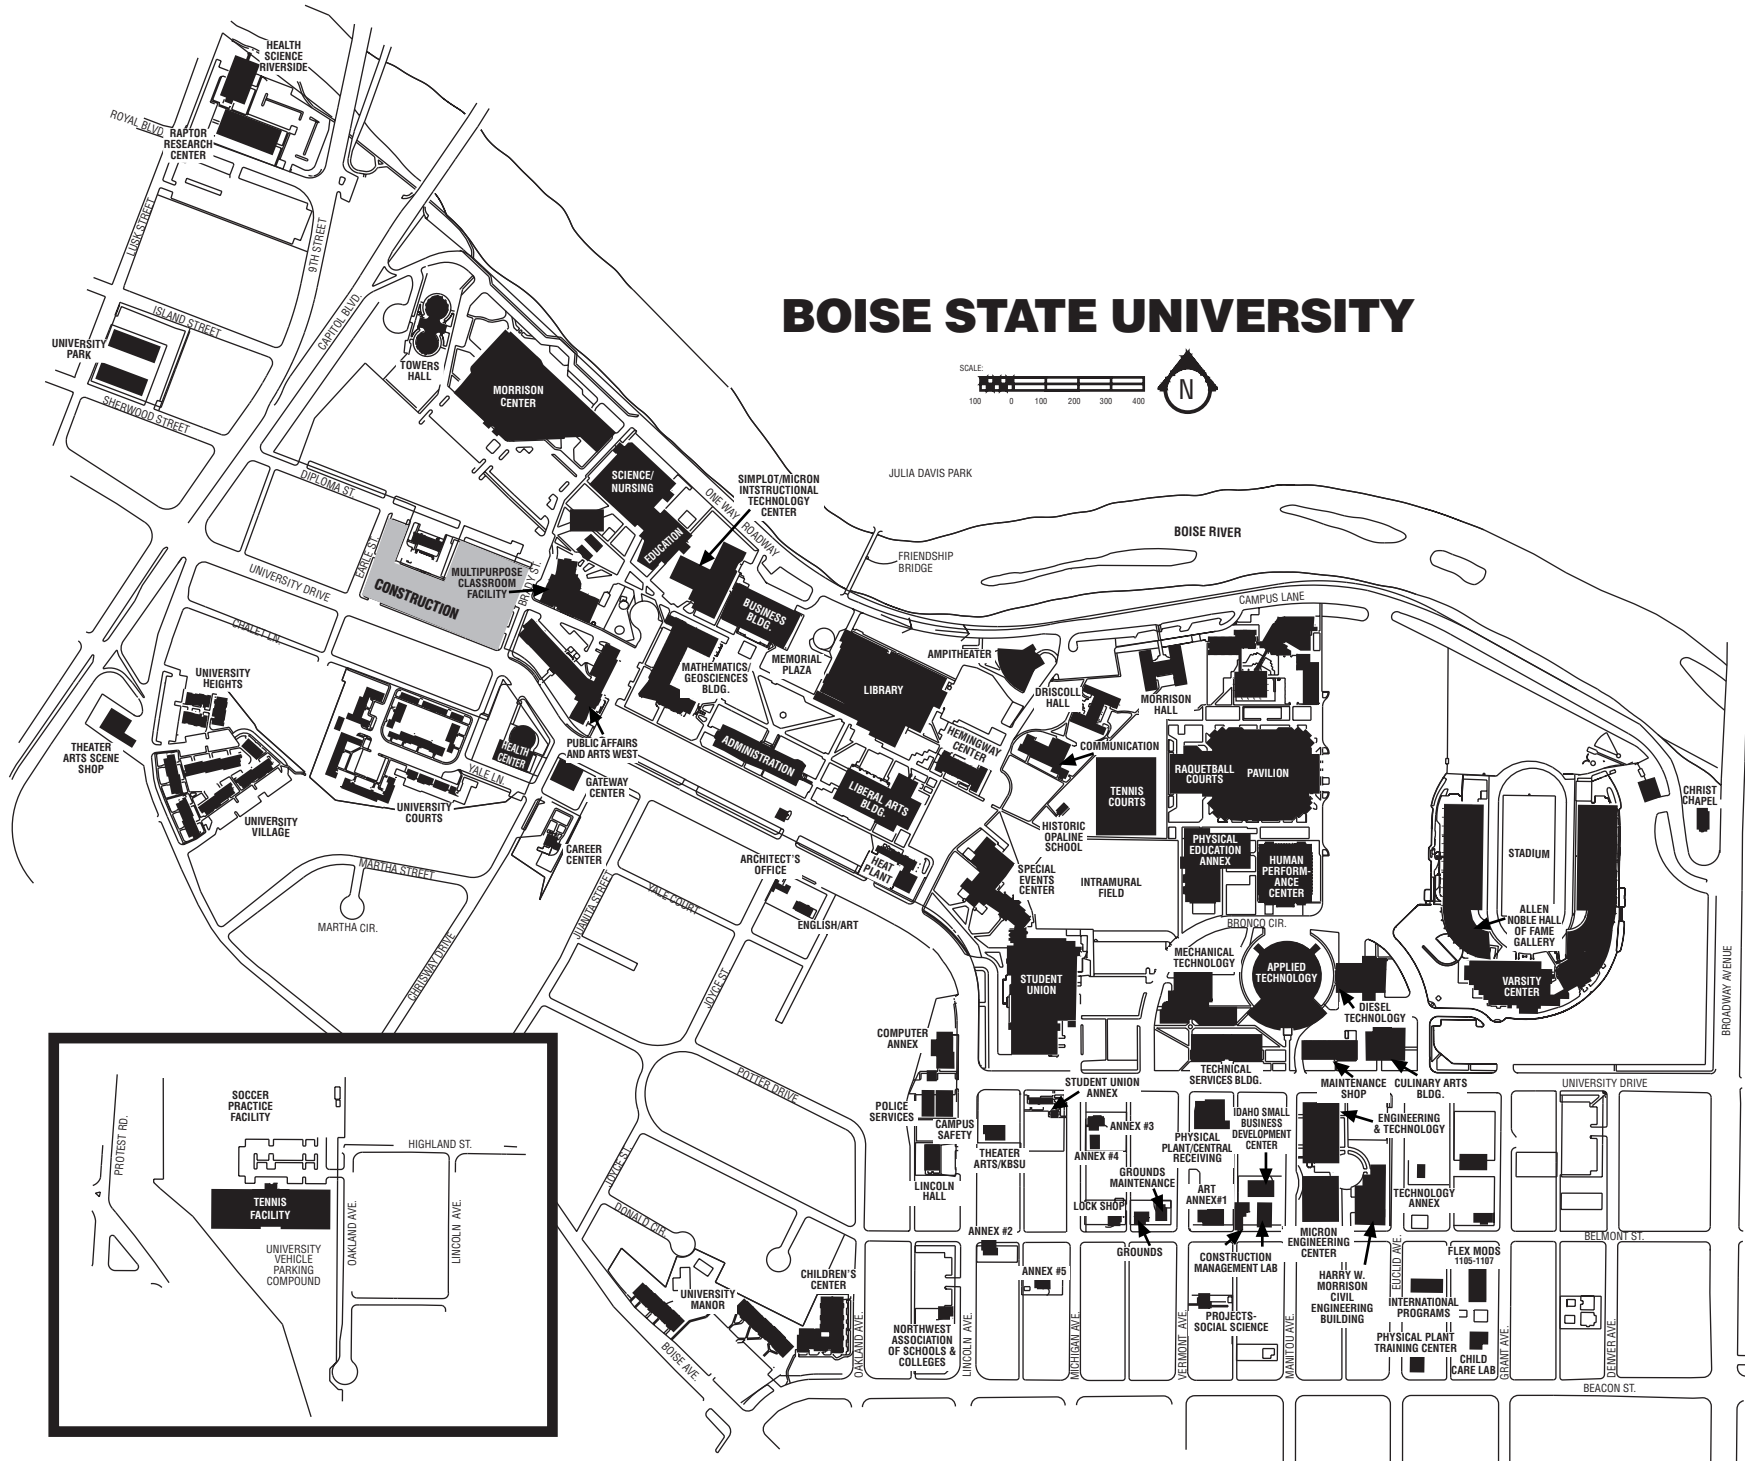 HEALTH
SCIENCE
RIVERSIDE
ROYAL BLVD.
RAPTOR
RESEARCH
CENTER
LUSK STREET
9TH STREET
CAPITOL BLVD.
ISLAND STREET
UNIVERSITY
PARK
SHERWOOD STREET
TOWERS
HALL
MORRISON
CENTER
BOISE STATE UNIVERSITY
SCALE:
100
0
100
200
300
400
N
JULIA DAVIS PARK
SCIENCE/
NURSING
SIMPLOT/MICRON
INTSTRUCTIONAL
TECHNOLOGY
CENTER
ONE WAY ROADWAY
EDUCATION
DIPLOMA ST.
EARLE ST.
UNIVERSITY DRIVE
CONSTRUCTION
MULTIPURPOSE
CLASSROOM
FACILITY
BRADY ST.
CHALET LN.
BOISE RIVER
FRIENDSHIP
BRIDGE
CAMPUS LANE
BUSINESS
BLDG.
MEMORIAL
PLAZA
MATHEMATICS/
GEOSCIENCES
BLDG.
AMPITHEATER
LIBRARY
DRISCOLL
HALL
MORRISON
HALL
UNIVERSITY
HEIGHTS
THEATER
ARTS SCENE
SHOP
UNIVERSITY
VILLAGE
UNIVERSITY
COURTS
HEALTH
CENTER
YALE LN.
PUBLIC AFFAIRS
AND ARTS WEST
GATEWAY
CENTER
CAREER
CENTER
ADMINISTRATION
LIBERAL ARTS
BLDG.
HEMINGWAY
CENTER
COMMUNICATION
TENNIS
COURTS
RAQUETBALL
COURTS
PAVILION
HISTORIC
OPALINE
SCHOOL
PHYSICAL
EDUCATION
ANNEX
HUMAN
PERFORM-
ANCE
CENTER
CHRIST
CHAPEL
STADIUM
ALLEN
NOBLE HALL
OF FAME
GALLERY
VARSITY
CENTER
BROADWAY AVENUE
MARTHA STREET
MARTHA CIR.
CHRISWAY DRIVE
JUANITA STREET
YALE COURT
ARCHITECT'S
OFFICE
ENGLISH/ART
HEAT
PLANT
SPECIAL
EVENTS
CENTER
INTRAMURAL
FIELD
BRONCO CIR.
MECHANICAL
TECHNOLOGY
APPLIED
TECHNOLOGY
DIESEL
TECHNOLOGY
STUDENT
UNION
JOYCE ST.
COMPUTER
ANNEX
POTTER DRIVE
TECHNICAL
SERVICES BLDG.
MAINTENANCE
SHOP
CULINARY ARTS
BLDG.
UNIVERSITY DRIVE
STUDENT UNION
ANNEX
POLICE
SERVICES
CAMPUS
SAFETY
THEATER
ARTS/KBSU
ANNEX #3
ANNEX #4
PHYSICAL
PLANT/CENTRAL
RECEIVING
IDAHO SMALL
BUSINESS
DEVELOPMENT
CENTER
ENGINEERING
& TECHNOLOGY
LINCOLN
HALL
GROUNDS
MAINTENANCE
LOCK SHOP
GROUNDS
ART
ANNEX#1
CONSTRUCTION
MANAGEMENT LAB
MICRON
ENGINEERING
CENTER
HARRY W.
MORRISON
CIVIL
ENGINEERING
BUILDING
TECHNOLOGY
ANNEX
BELMONT ST.
JOYCE ST.
DONALD CIR.
ANNEX #2
ANNEX #5
EUCLID AVE.
FLEX MODS
1105-1107
INTERNATIONAL
PROGRAMS
PHYSICAL PLANT
TRAINING CENTER
CHILD
CARE LAB
PROJECTS-
SOCIAL SCIENCE
CHILDREN'S
CENTER
UNIVERSITY
MANOR
BOISE AVE.
NORTHWEST
ASSOCIATION
OF SCHOOLS &
COLLEGES
OAKLAND AVE.
LINCOLN AVE.
MICHIGAN AVE.
VERMONT AVE.
MANITOU AVE.
GRANT AVE.
DENVER AVE.
BEACON ST.
SOCCER
PRACTICE
FACILITY
PROTEST RD.
HIGHLAND ST.
TENNIS
FACILITY
OAKLAND AVE.
LINCOLN AVE.
UNIVERSITY
VEHICLE
PARKING
COMPOUND